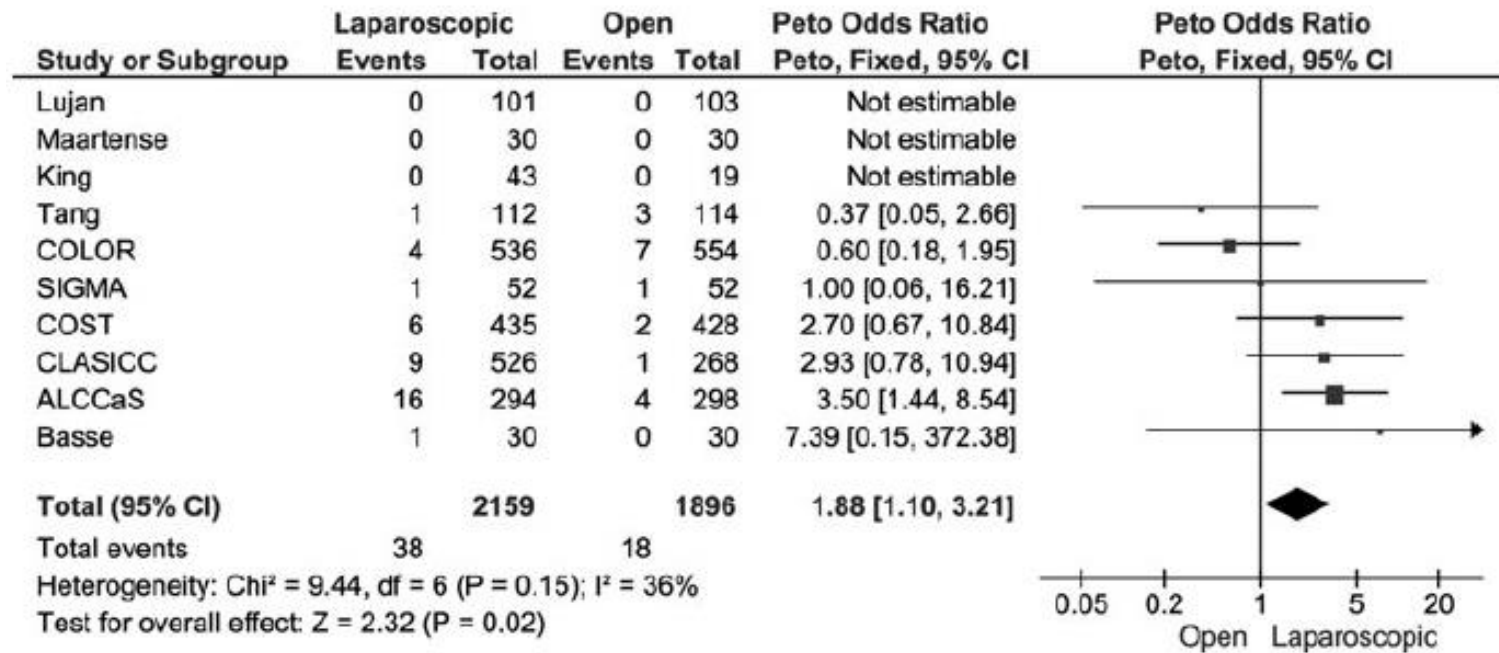 Laparoscopic Open Peto Odds Ratio Peto Odds Ratio
Study or Subgroup Events Total Events Total Peto, Fixed, 95% CI Peto, Fixed, 95% CI
Lujan 0 101 0 103 Not estimable
Maartense 0 30 0 30 Not estimable
King 0 43 0 19 Not estimable
Tang 1 112 3 114 0.37 [0.05, 2.66]
COLOR 4 536 7 554 0.60 [0.18, 1.95]
SIGMA 1 52 1 52 1.00 [0.06, 16.21]
COST 6 435 2 428 2.70 [0.67, 10.84]
CLASICC 9 526 1 268 2.93 [0.78, 10.94]
ALCCaS 16 294 4 298 3.50 [1.44, 8.54]
Basse 1 30 0 30 7.39 [0.15, 372.38]
Total (95% CI) 2159 1896 1.88 [1.10, 3.21]
Total events 38 18
Heterogeneity: Chi² = 9.44, df = 6 (P = 0.15); I² = 36%
Test for overall effect: Z = 2.32 (P = 0.02)
0.05 0.2 1 5 20
Open Laparoscopic